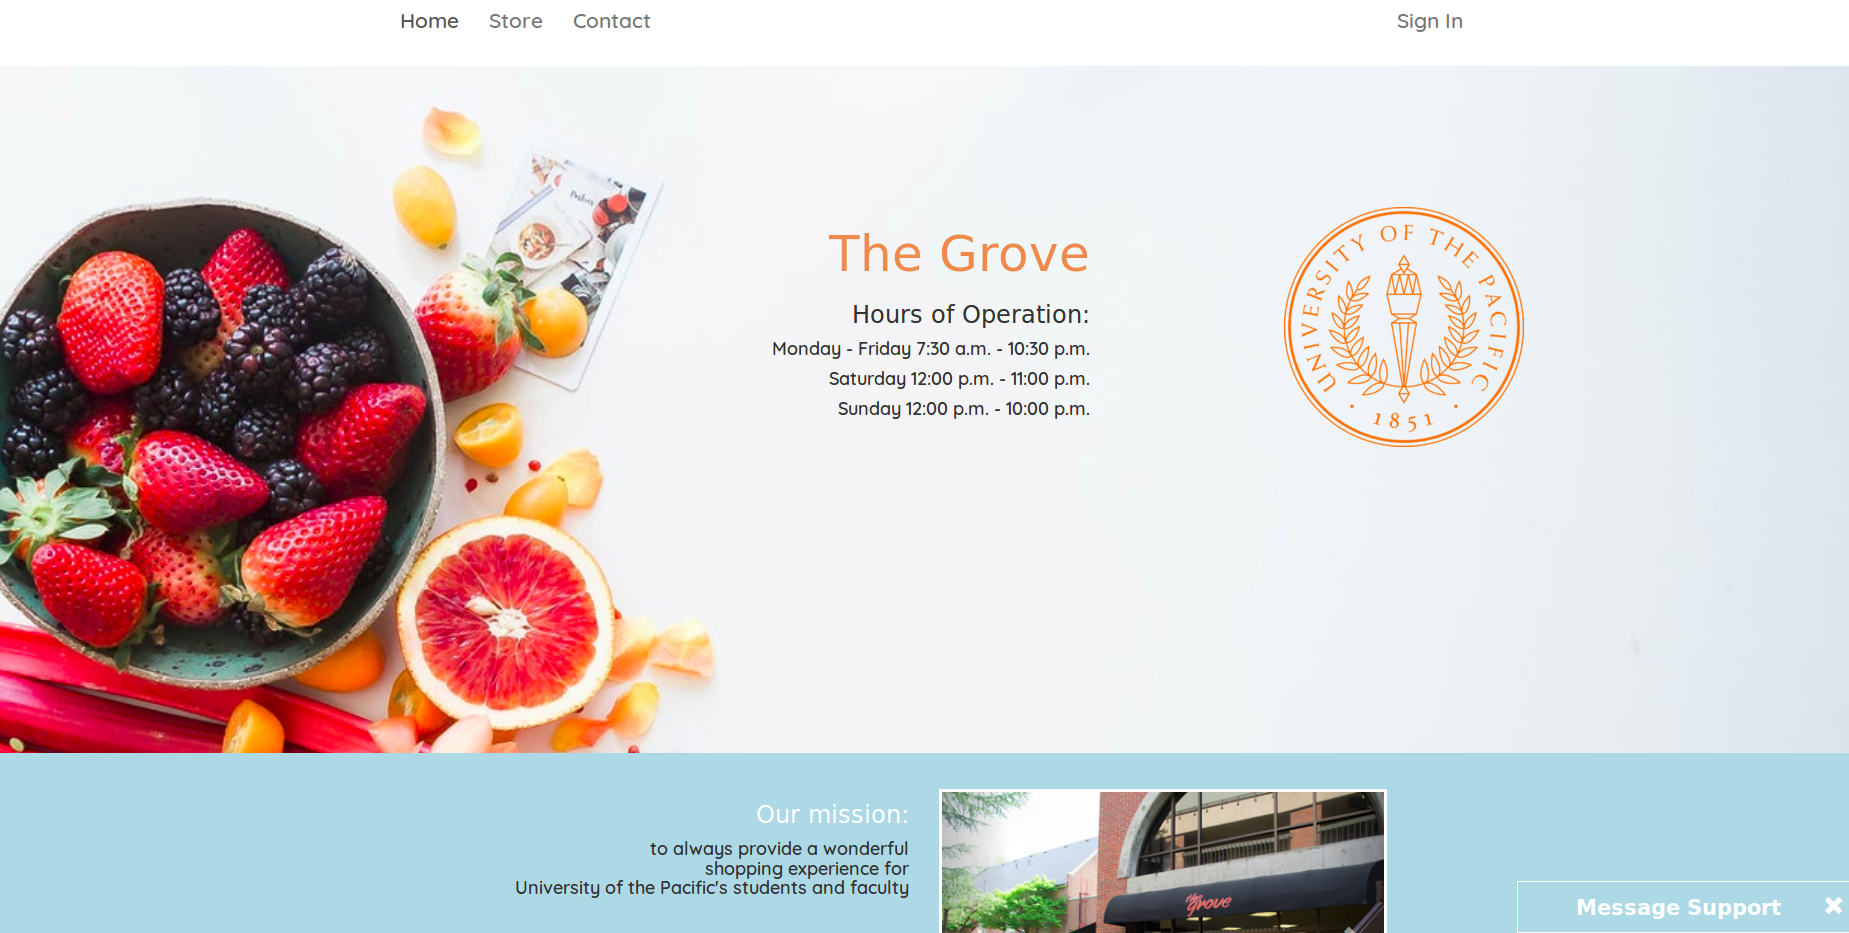 Home Store Contact Sign In
The Grove
Hours of Operation:
Monday - Friday 7:30 a.m. - 10:30 p.m.
Saturday 12:00 p.m. - 11:00 p.m.
Sunday 12:00 p.m. - 10:00 p.m.
UNIVERSITY OF THE PACIFIC
· 1851 ·
Our mission:
to always provide a wonderful
shopping experience for
University of the Pacific's students and faculty
the grove
Message Support ✖